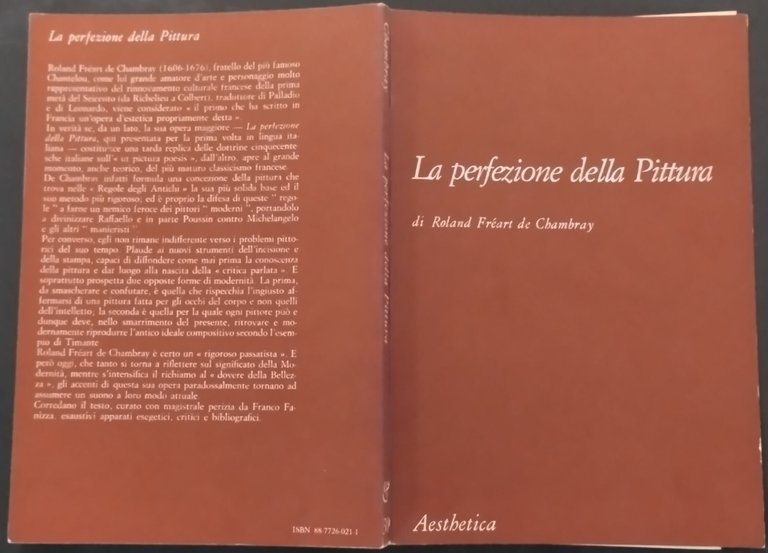 La perfezione della Pittura
Roland Fréart de Chambray (1606-1676), fratello del più famoso
Chantelou, come lui grande amatore d'arte e personaggio molto
rappresentativo del rinnovamento culturale francese della prima
metà del Seicento (da Richelieu a Colbert), traduttore di Palladio
e di Leonardo, viene considerato « il primo che ha scritto in
Francia un'opera d'estetica propriamente detta ».
In verità se, da un lato, la sua opera maggiore — La perfezione
della Pittura, qui presentata per la prima volta in lingua ita-
liana — costituisce una tarda replica delle dottrine cinquecente
sche italiane sull'« ut pictura poesis », dall'altro, apre al grande
momento, anche teorico, del più maturo classicismo francese.
De Chambray infatti formula una concezione della pittura che
trova nelle « Regole degli Antichi » la sua più solida base ed il
suo metodo più rigoroso; ed è proprio la difesa di queste " rego
le " a farne un nemico feroce dei pittori " moderni ", portandolo
a divinizzare Raffaello e in parte Poussin contro Michelangelo
e gli altri " manieristi "
Per converso, egli non rimane indifferente verso i problemi pitto-
rici del suo tempo. Plaude ai nuovi strumenti dell'incisione e
della stampa, capaci di diffondere come mai prima la conoscenza
della pittura e dar luogo alla nascita della « critica parlata ». E
soprattutto prospetta due opposte forme di modernità. La prima,
da smascherare e confutare, è quella che rispecchia l'ingiusto af-
fermarsi di una pittura fatta per gli occhi del corpo e non quelli
dell'intelletto; la seconda è quella per la quale ogni pittore può e
dunque deve, nello smarrimento del presente, ritrovare e mo-
dernamente riprodurre l'antico ideale compositivo secondo l'esem-
pio di Timante
Roland Fréart de Chambray è certo un « rigoroso passatista ». E
però oggi, che tanto si torna a riflettere sul significato della Mo-
dernità, mentre s'intensifica il richiamo al « dovere della Bellez-
za », gli accenti di questa sua opera paradossalmente tornano ad
assumere un suono a loro modo attuale.
Corredano il testo, curato con magistrale perizia da Franco Fa-
nizza, esaustivi apparati esegetici, critici e bibliografici.
ISBN 88-7726-021 1
Chambray
La perfezione della Pittura
La perfezione della Pittura
di Roland Fréart de Chambray
Aesthetica